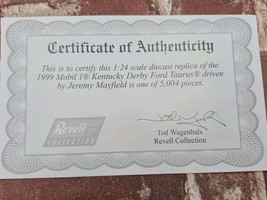 Certificate of Authenticity
This is to certify this 1:24 scale diecast replica of the
1999 Mobil 1® Kentucky Derby Ford Taurus® driven
by Jeremy Mayfield is one of 5,004 pieces.
Revell
COLLECTION
Tod Wagenhals
Revell Collection